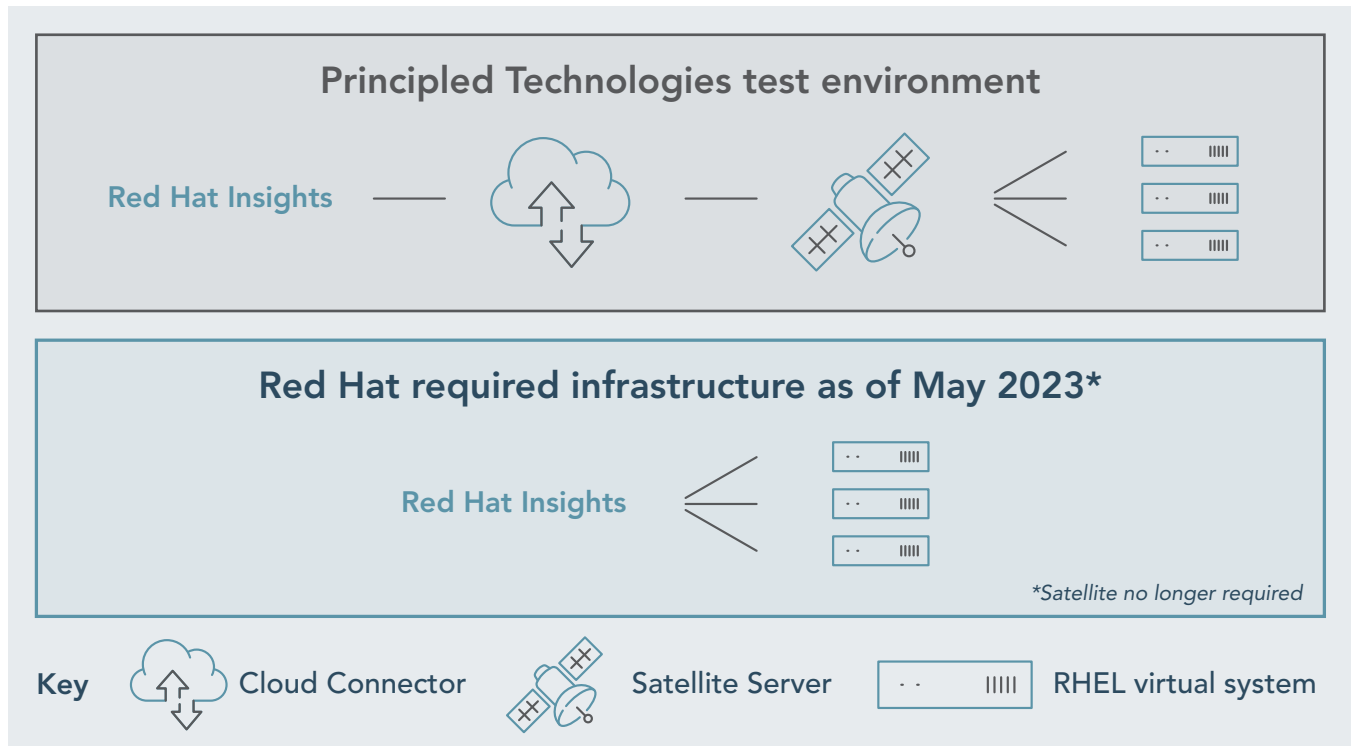 Principled Technologies test environment
Red Hat Insights
Red Hat required infrastructure as of May 2023*
Red Hat Insights
*Satellite no longer required
Key
Cloud Connector
Satellite Server
RHEL virtual system